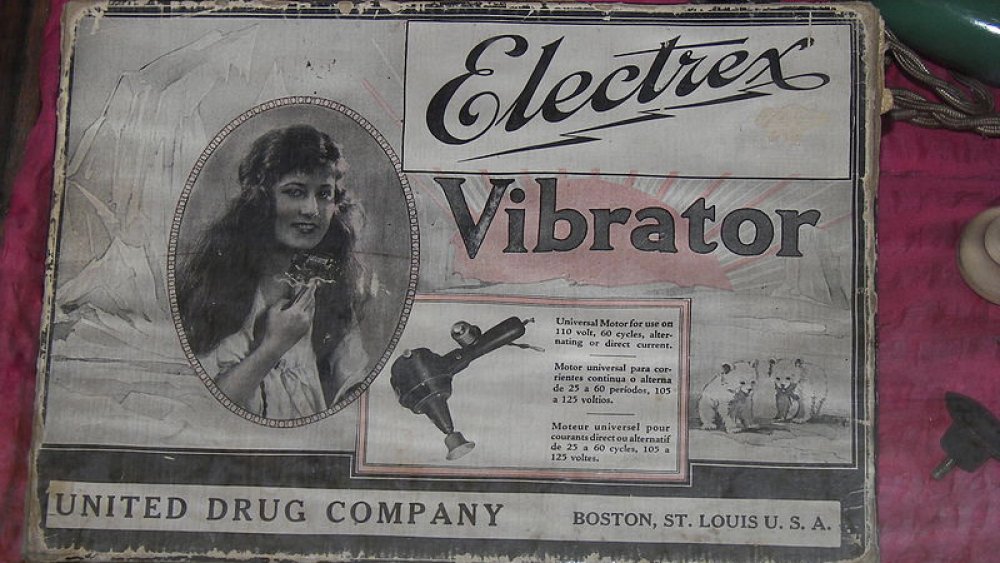 Electrex
Vibrator
Universal Motor for use on
110 volt, 60 cycles, alter-
nating or direct current.
Motor universal para cor-
rientes continua o alterna
de 25 a 60 períodos, 105
a 125 voltios.
Moteur universel pour
courants direct ou alternatif
de 25 a 60 cycles, 105 a
125 voltes.
UNITED DRUG COMPANY
BOSTON, ST. LOUIS U. S. A.